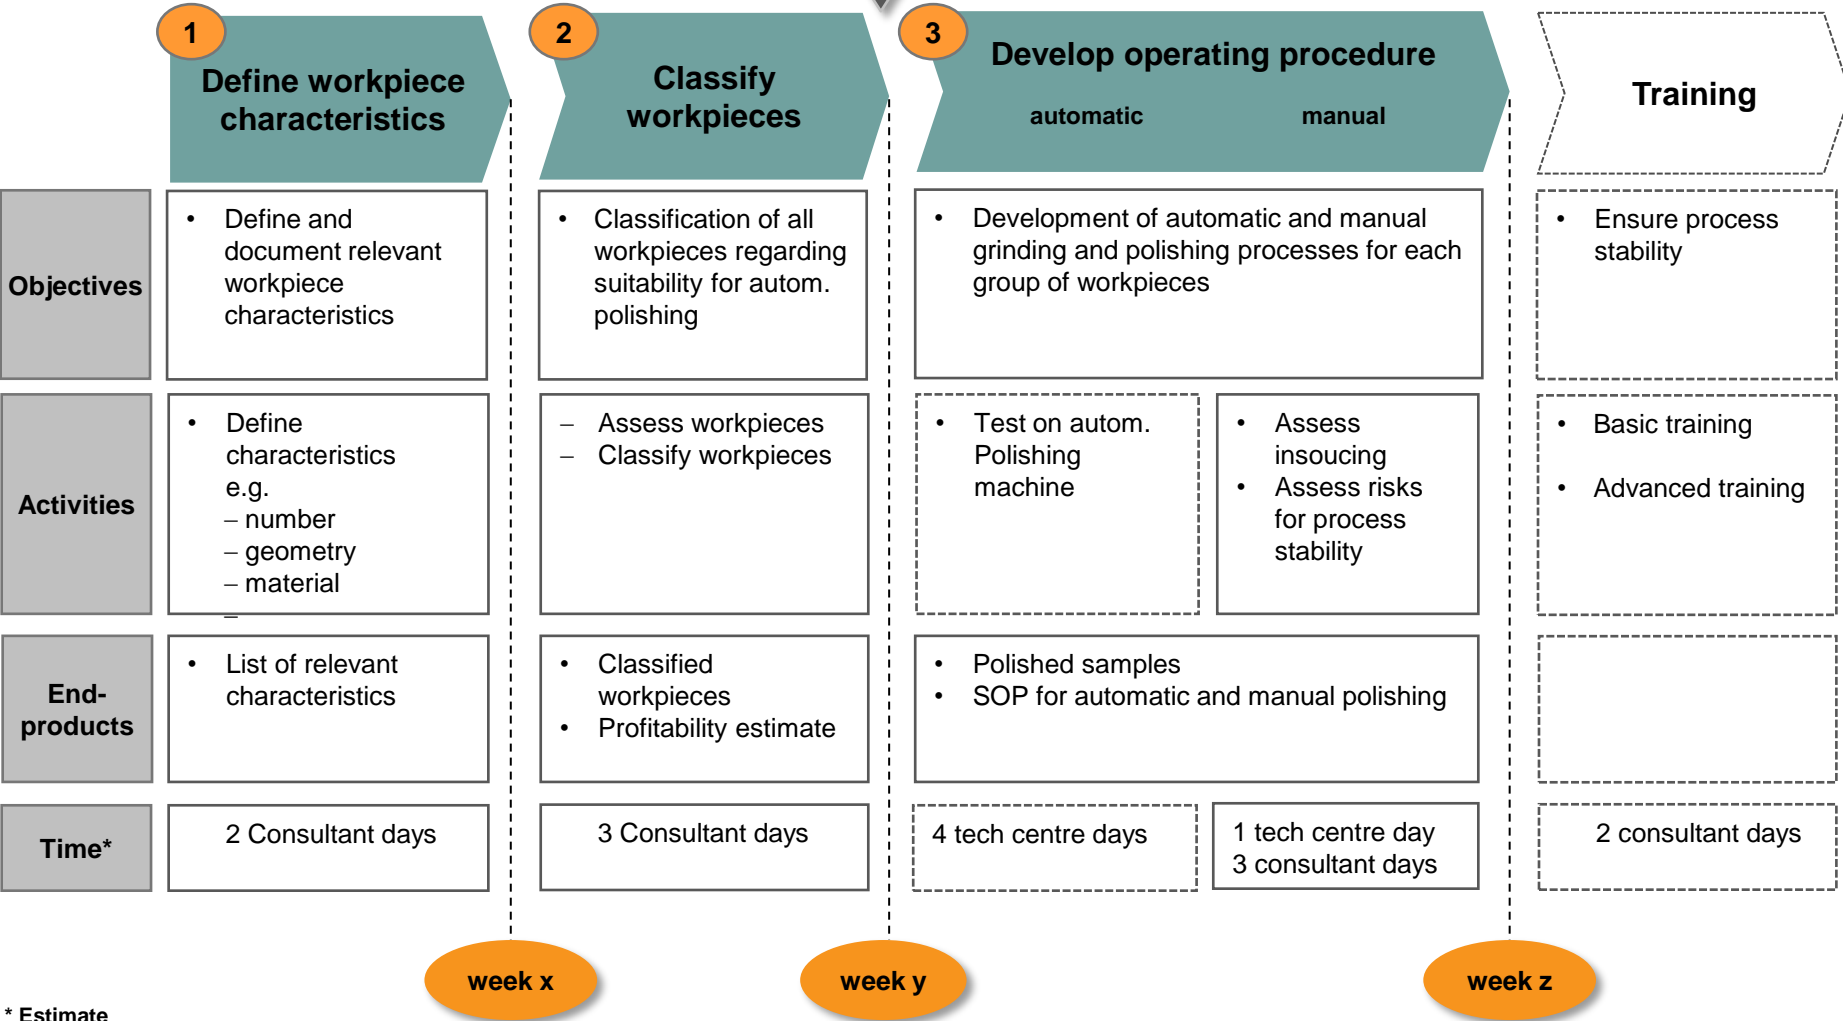 1
Define workpiece
characteristics
2
Classify
workpieces
3
Develop operating procedure
automatic
manual
Training
Objectives
• Define and
document relevant
workpiece
characteristics
• Classification of all
workpieces regarding
suitability for autom.
polishing
• Development of automatic and manual
grinding and polishing processes for each
group of workpieces
• Ensure process
stability
Activities
• Define
characteristics
e.g.
– number
– geometry
– material
–
– Assess workpieces
– Classify workpieces
• Test on autom.
Polishing
machine
• Assess
insoucing
• Assess risks
for process
stability
• Basic training
• Advanced training
End-
products
• List of relevant
characteristics
• Classified
workpieces
• Profitability estimate
• Polished samples
• SOP for automatic and manual polishing
Time*
2 Consultant days
3 Consultant days
4 tech centre days
1 tech centre day
3 consultant days
2 consultant days
week x
week y
week z
* Estimate